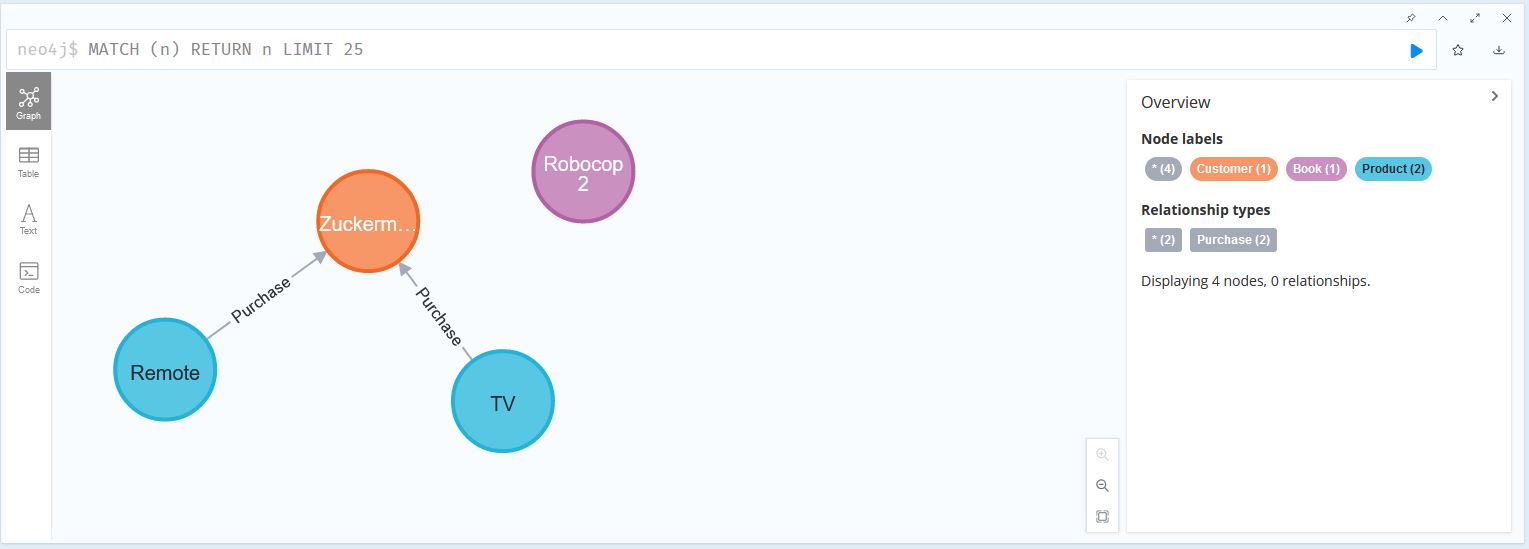 neo4j$ MATCH (n) RETURN n LIMIT 25
Graph
Table
Text
Code
Robocop
2
Zuckerm...
Purchase
Purchase
Remote
TV
Overview
Node labels
* (4) Customer (1) Book (1) Product (2)
Relationship types
* (2) Purchase (2)
Displaying 4 nodes, 0 relationships.